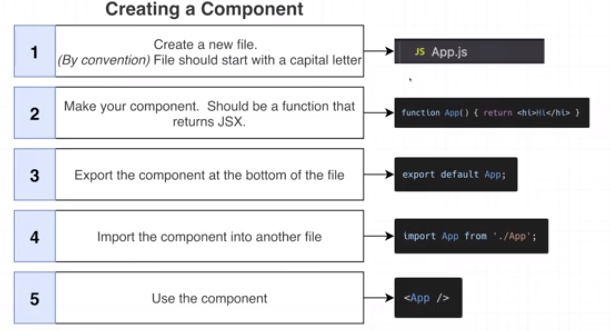 Creating a Component
1
Create a new file.
(By convention) File should start with a capital letter
JS App.js
2
Make your component. Should be a function that
returns JSX.
function App() { return <hi>Hi</hi> }
3
Export the component at the bottom of the file
export default App;
4
Import the component into another file
import App from './App';
5
Use the component
<App />